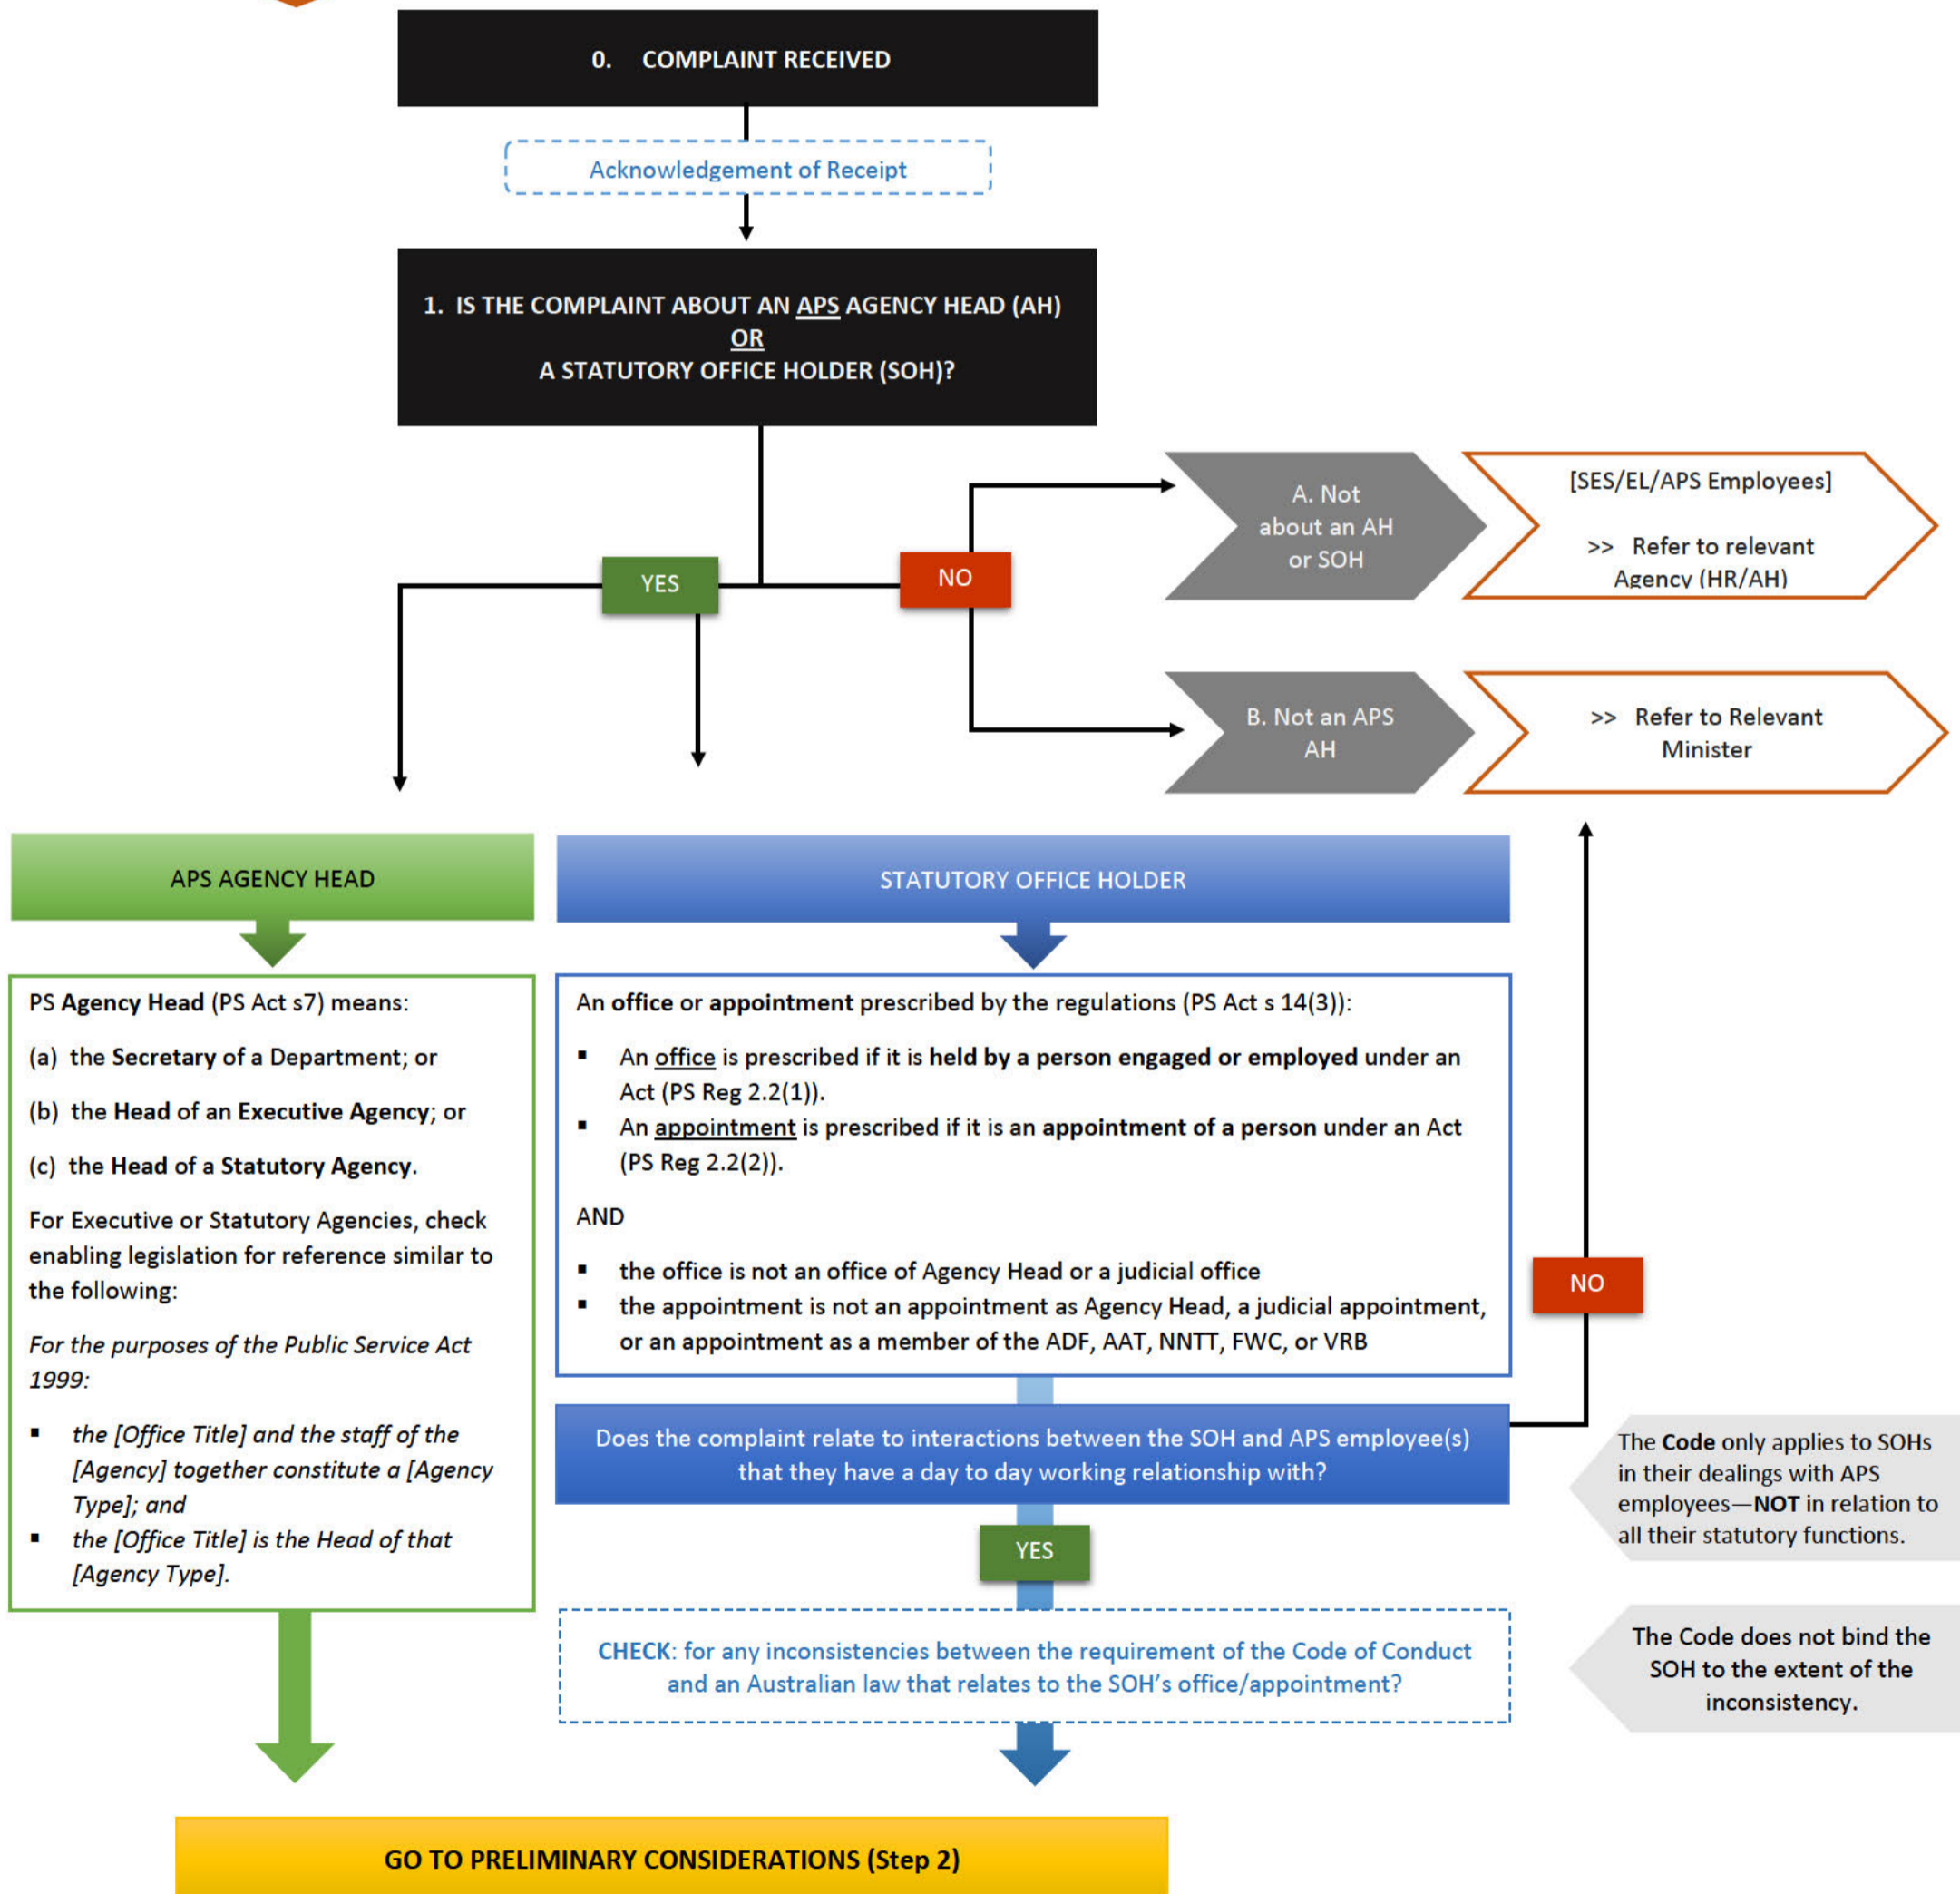 0. COMPLAINT RECEIVED
Acknowledgement of Receipt
1. IS THE COMPLAINT ABOUT AN APS AGENCY HEAD (AH)
OR
A STATUTORY OFFICE HOLDER (SOH)?
YES
NO
A. Not
about an AH
or SOH
[SES/EL/APS Employees]
>> Refer to relevant
Agency (HR/AH)
B. Not an APS
AH
>> Refer to Relevant
Minister
APS AGENCY HEAD
PS Agency Head (PS Act s7) means:
(a) the Secretary of a Department; or
(b) the Head of an Executive Agency; or
(c) the Head of a Statutory Agency.
For Executive or Statutory Agencies, check
enabling legislation for reference similar to
the following:
For the purposes of the Public Service Act
1999:
▪ the [Office Title] and the staff of the
[Agency] together constitute a [Agency
Type]; and
▪ the [Office Title] is the Head of that
[Agency Type].
STATUTORY OFFICE HOLDER
An office or appointment prescribed by the regulations (PS Act s 14(3)):
▪ An office is prescribed if it is held by a person engaged or employed under an
Act (PS Reg 2.2(1)).
▪ An appointment is prescribed if it is an appointment of a person under an Act
(PS Reg 2.2(2)).
AND
▪ the office is not an office of Agency Head or a judicial office
▪ the appointment is not an appointment as Agency Head, a judicial appointment,
or an appointment as a member of the ADF, AAT, NNTT, FWC, or VRB
NO
Does the complaint relate to interactions between the SOH and APS employee(s)
that they have a day to day working relationship with?
The Code only applies to SOHs
in their dealings with APS
employees—NOT in relation to
all their statutory functions.
YES
CHECK: for any inconsistencies between the requirement of the Code of Conduct
and an Australian law that relates to the SOH's office/appointment?
The Code does not bind the
SOH to the extent of the
inconsistency.
GO TO PRELIMINARY CONSIDERATIONS (Step 2)